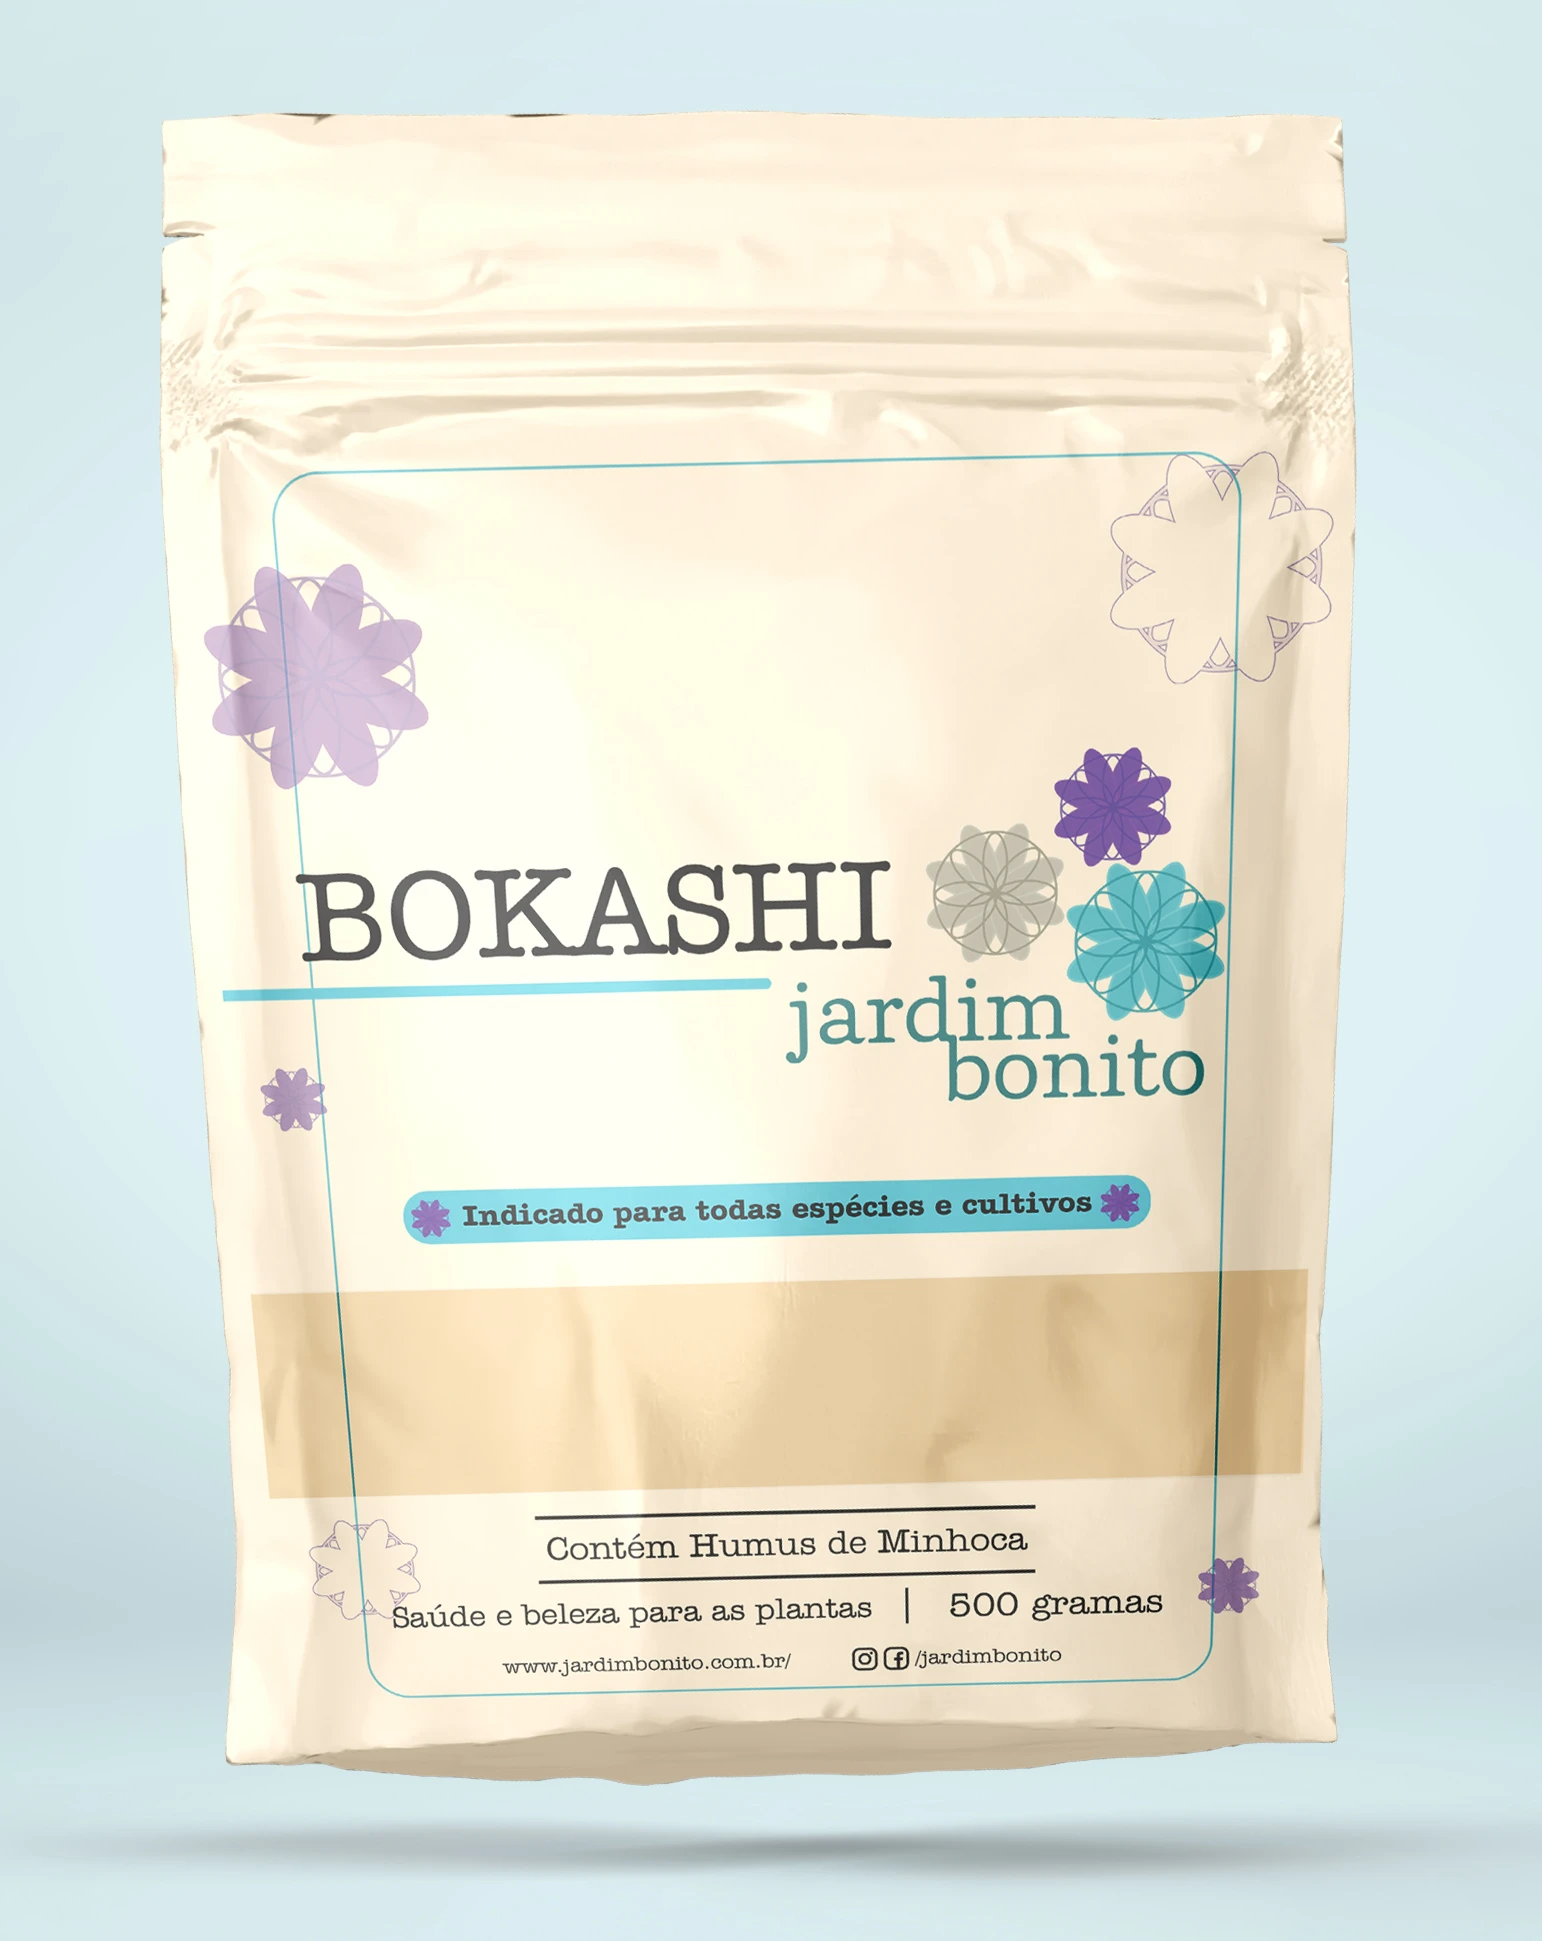 BOKASHI
jardim
bonito
Indicado para todas espécies e cultivos
Contém Humus de Minhoca
Saúde e beleza para as plantas | 500 gramas
www.jardimbonito.com.br/ /jardimbonito